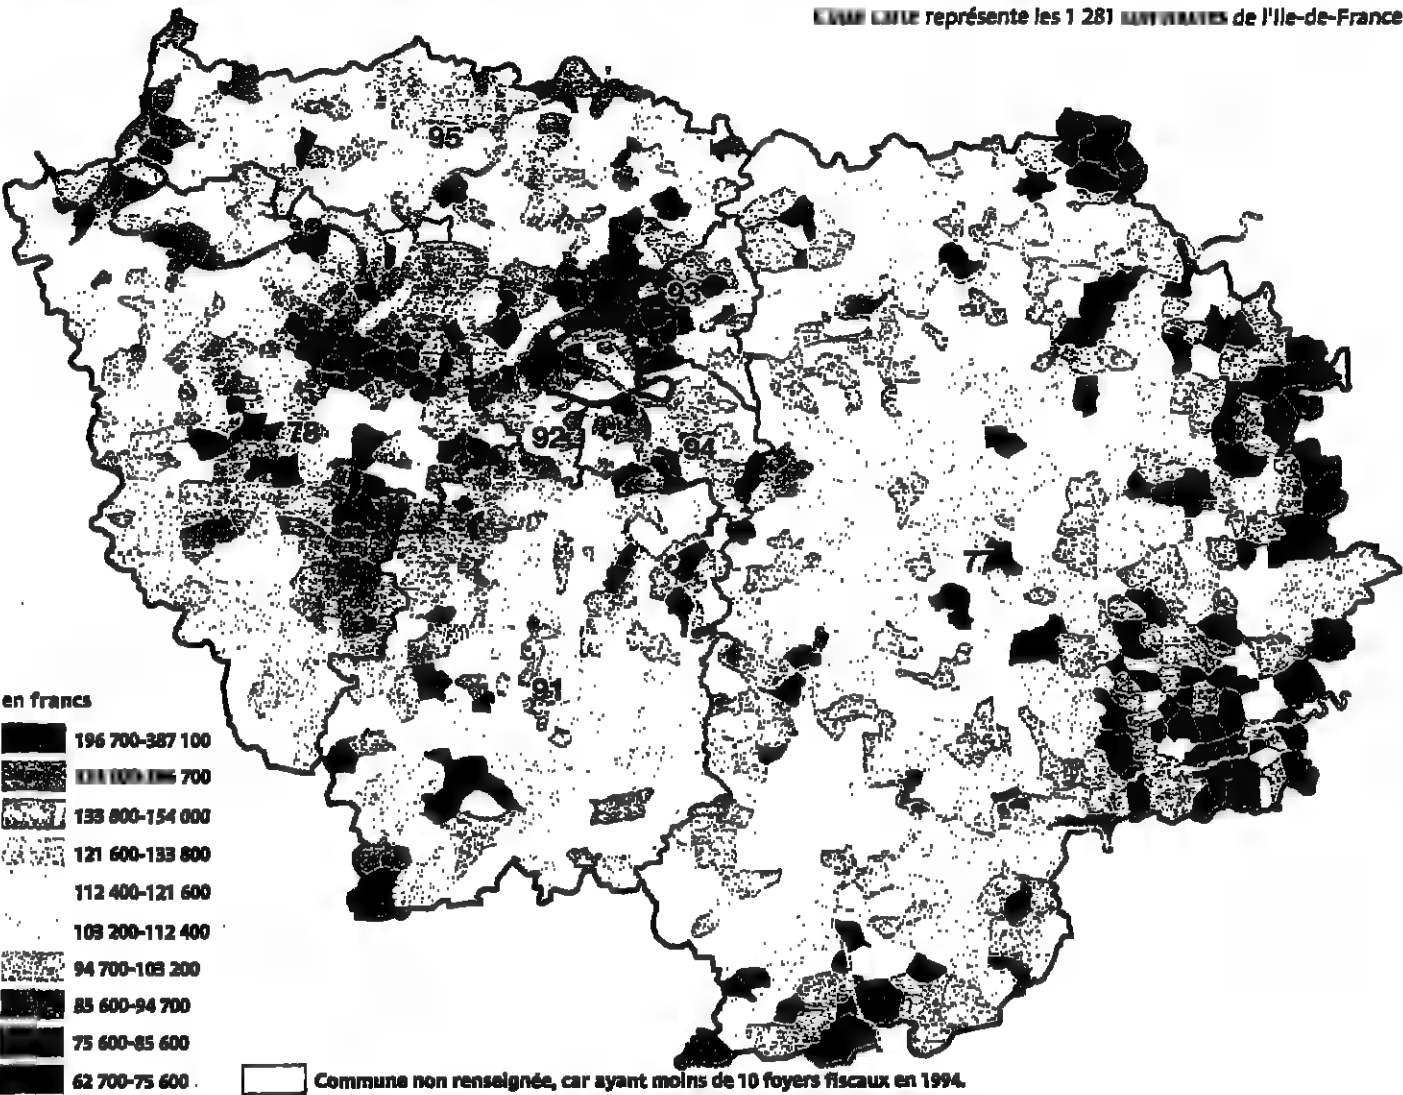 représente les 1 281 de l'Ile-de-France
95
93
78
92
94
77
91
en francs
196 700-387 100
700
133 800-154 000
121 600-133 800
112 400-121 600
103 200-112 400
94 700-103 200
85 600-94 700
75 600-85 600
62 700-75 600
Commune non renseignée, car ayant moins de 10 foyers fiscaux en 1994.